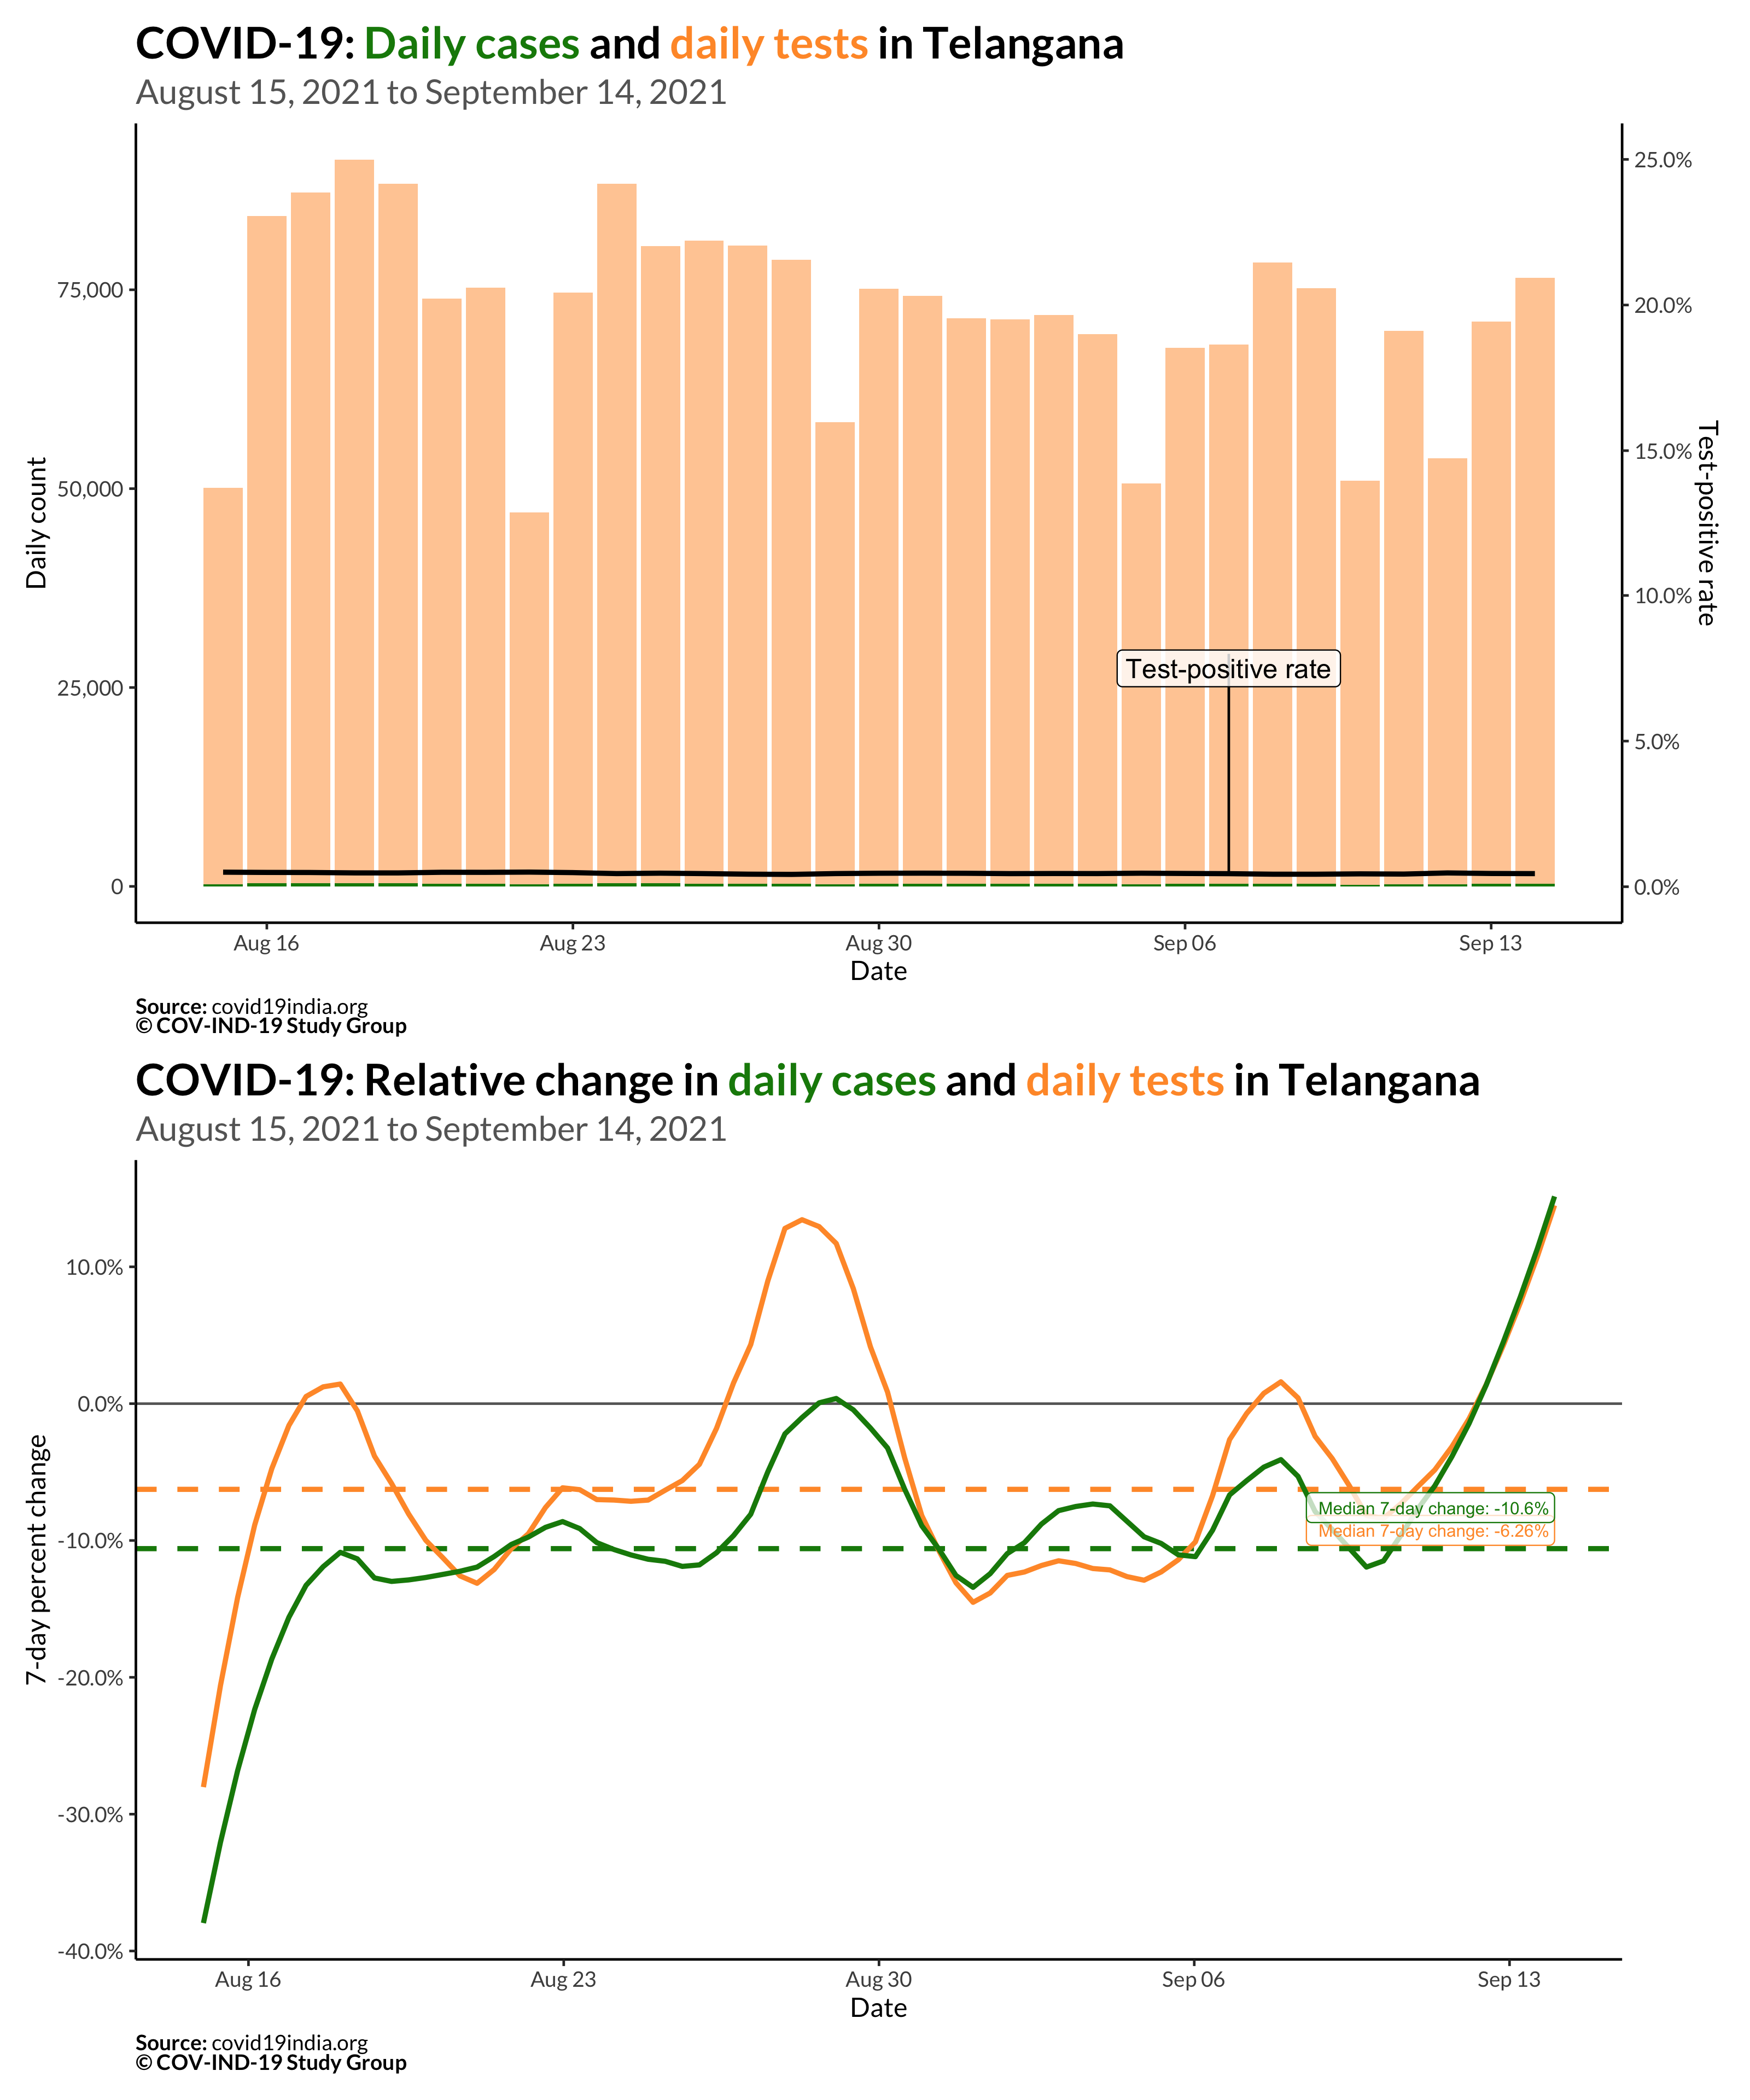 COVID-19: Daily cases and daily tests in Telangana
August 15, 2021 to September 14, 2021
25.0%
75,000
20.0%
15.0%
50,000
Daily count
Test-positive rate
10.0%
Test-positive rate
25,000
5.0%
0
0.0%
Aug 16
Aug 23
Aug 30
Sep 06
Sep 13
Date
Source: covid19india.org
© COV-IND-19 Study Group
COVID-19: Relative change in daily cases and daily tests in Telangana
August 15, 2021 to September 14, 2021
10.0%
0.0%
7-day percent change
Median 7-day change: -10.6%
Median 7-day change: -6.26%
-10.0%
-20.0%
-30.0%
-40.0%
Aug 16
Aug 23
Aug 30
Sep 06
Sep 13
Date
Source: covid19india.org
© COV-IND-19 Study Group